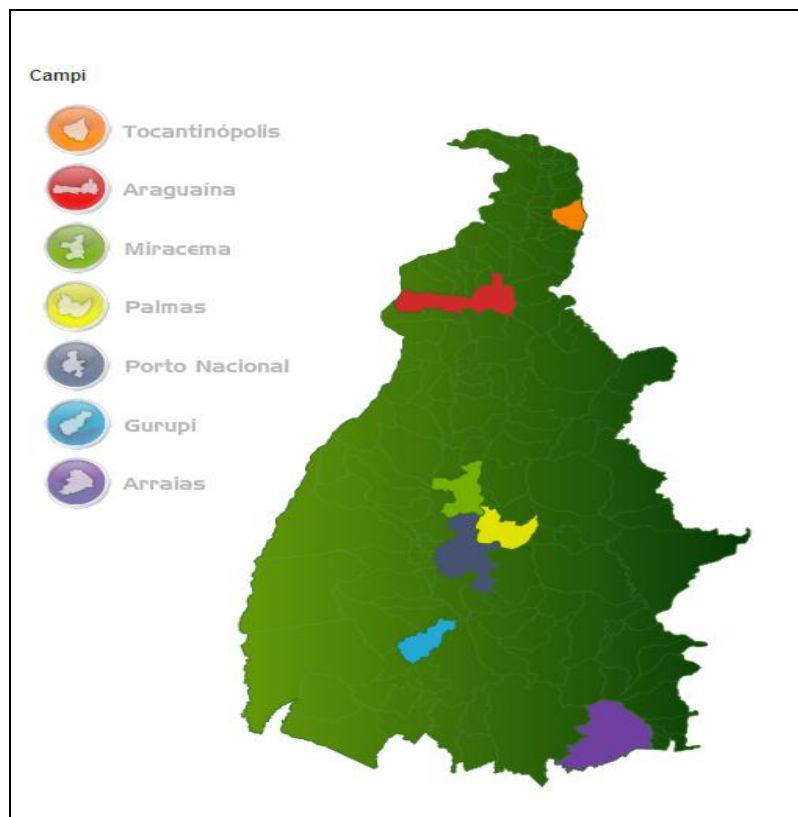 Campi
Tocantinópolis
Araguaína
Miracema
Palmas
Porto Nacional
Gurupi
Arraias